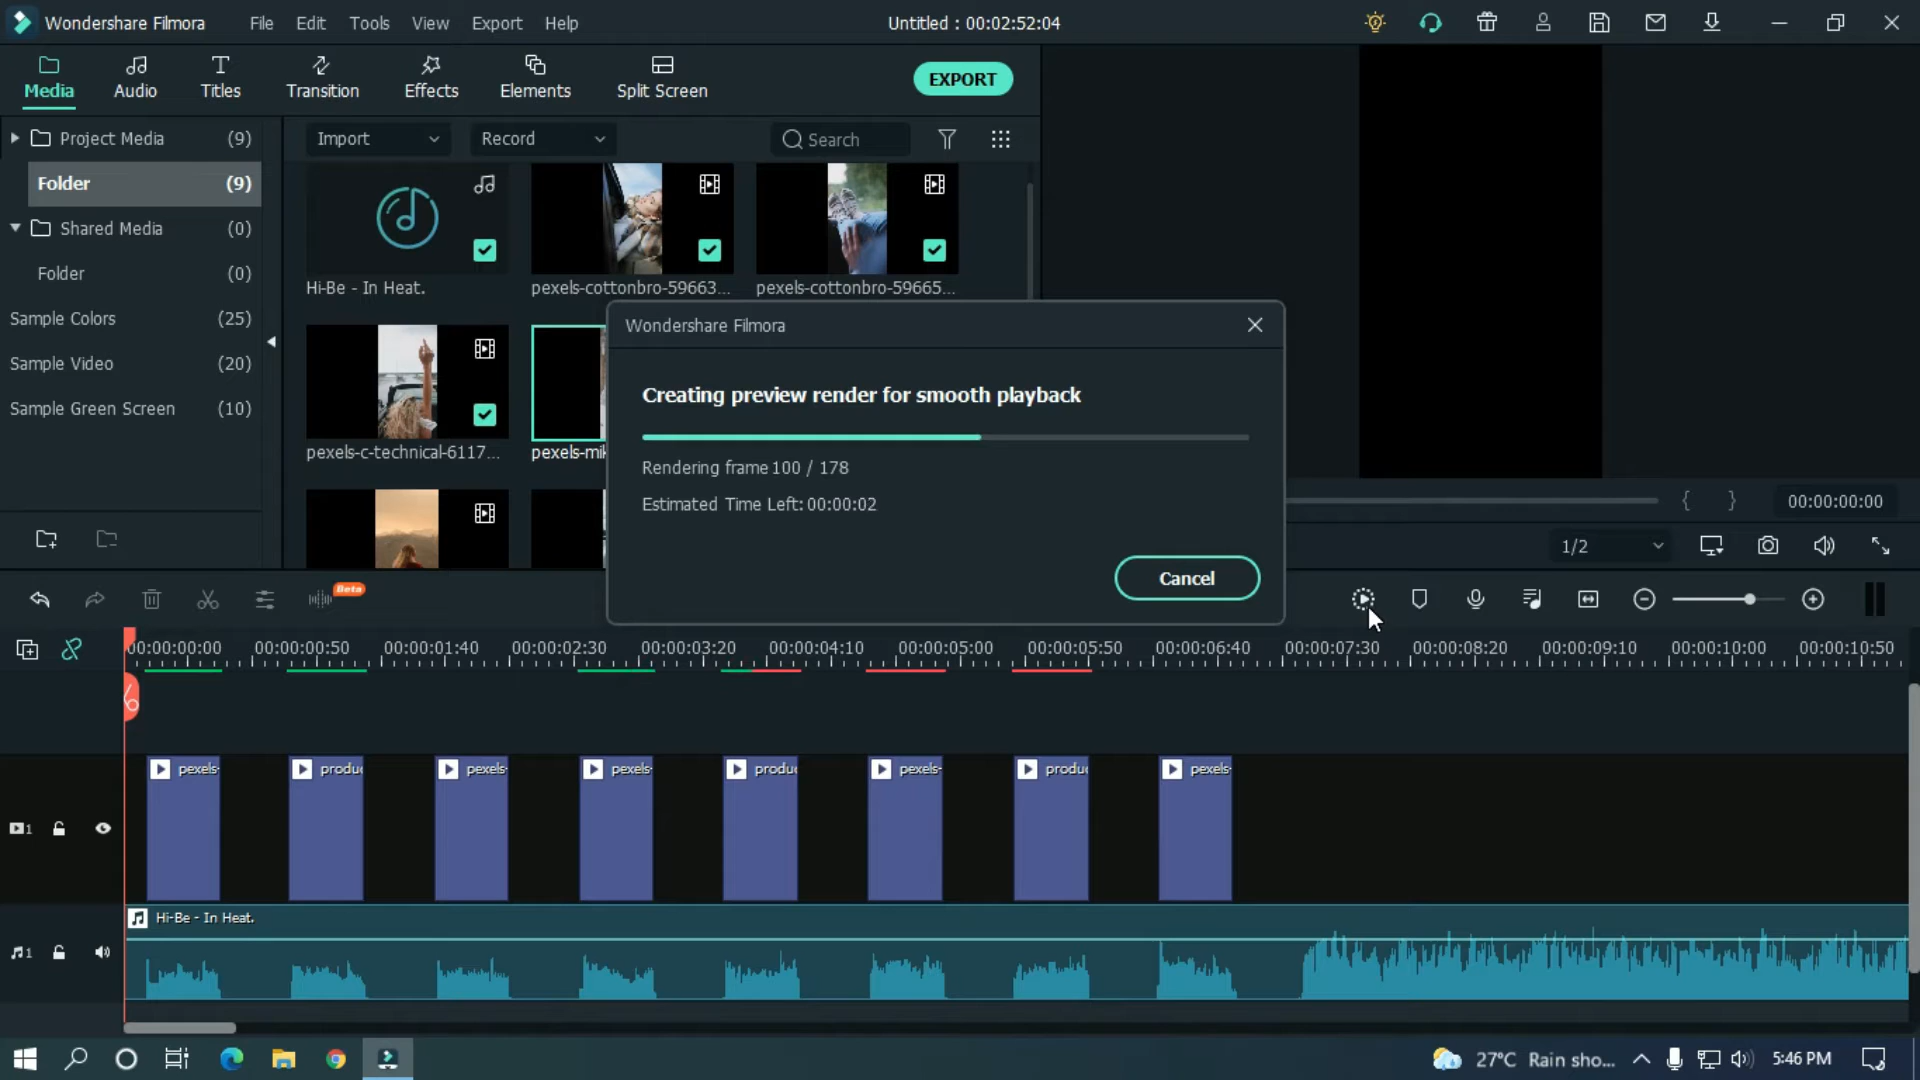 Wondershare Filmora File Edit Tools View Export Help Untitled : 00:02:52:04
Media Audio Titles Transition Effects Elements Split Screen EXPORT
Project Media (9) Import Record Search
Folder (9)
Shared Media (0)
Folder (0)
Sample Colors (25)
Sample Video (20)
Sample Green Screen (10)
Hi-Be - In Heat. pexels-cottonbro-59663... pexels-cottonbro-59665...
pexels-c-technical-6117... pexels-mik
Wondershare Filmora
Creating preview render for smooth playback
Rendering frame 100 / 178
Estimated Time Left: 00:00:02
Cancel
{ } 00:00:00:00
1/2
Beta
00:00:00:00 00:00:00:50 00:00:01:40 00:00:02:30 00:00:03:20 00:00:04:10 00:00:05:00 00:00:05:50 00:00:06:40 00:00:07:30 00:00:08:20 00:00:09:10 00:00:10:00 00:00:10:50
pexels- produc pexels- pexels- produc pexels- produc pexels-
1
Hi-Be - In Heat.
1
27°C Rain sho... 5:46 PM